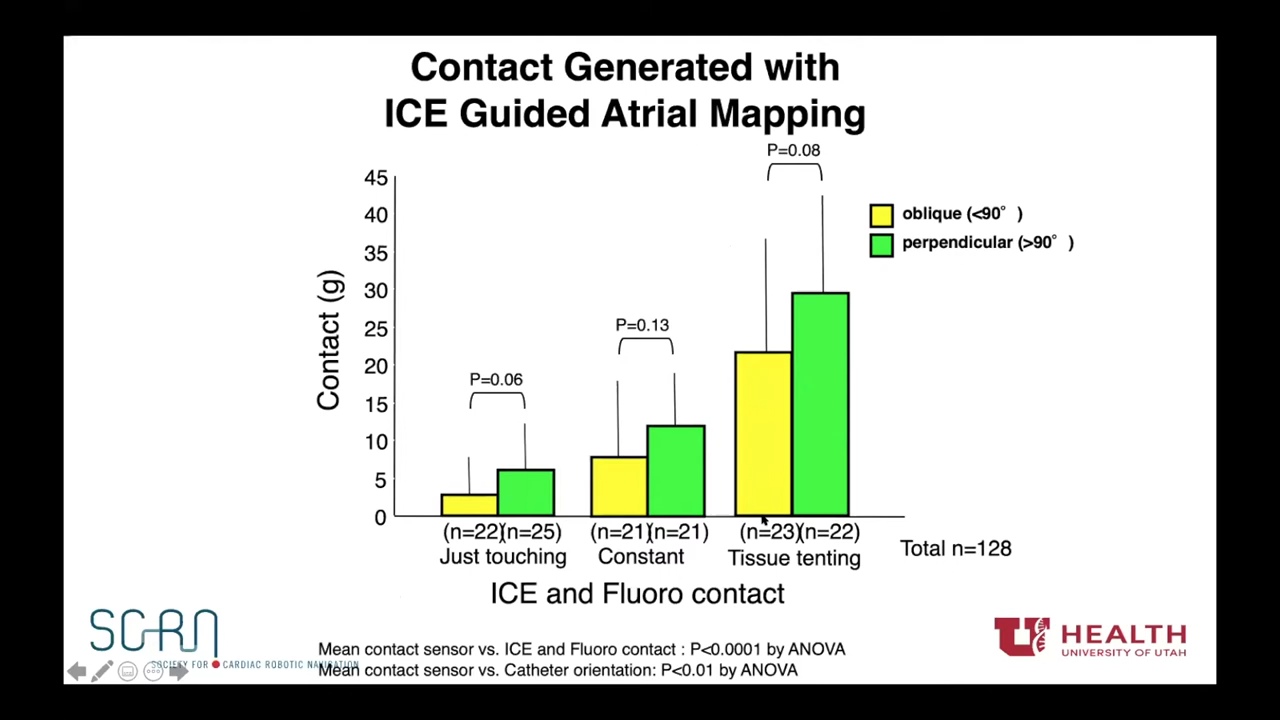 Contact Generated with
ICE Guided Atrial Mapping
P=0.08
45
40
35
30
25
20
15
10
5
0
Contact (g)
oblique (<90° )
perpendicular (>90° )
P=0.13
P=0.06
(n=22)(n=25)
(n=21)(n=21)
(n=23)(n=22)
Just touching
Constant
Tissue tenting
Total n=128
ICE and Fluoro contact
SCRN
SOCIETY FOR CARDIAC ROBOTIC NAVIGATION
Mean contact sensor vs. ICE and Fluoro contact : P<0.0001 by ANOVA
Mean contact sensor vs. Catheter orientation: P<0.01 by ANOVA
U HEALTH
UNIVERSITY OF UTAH